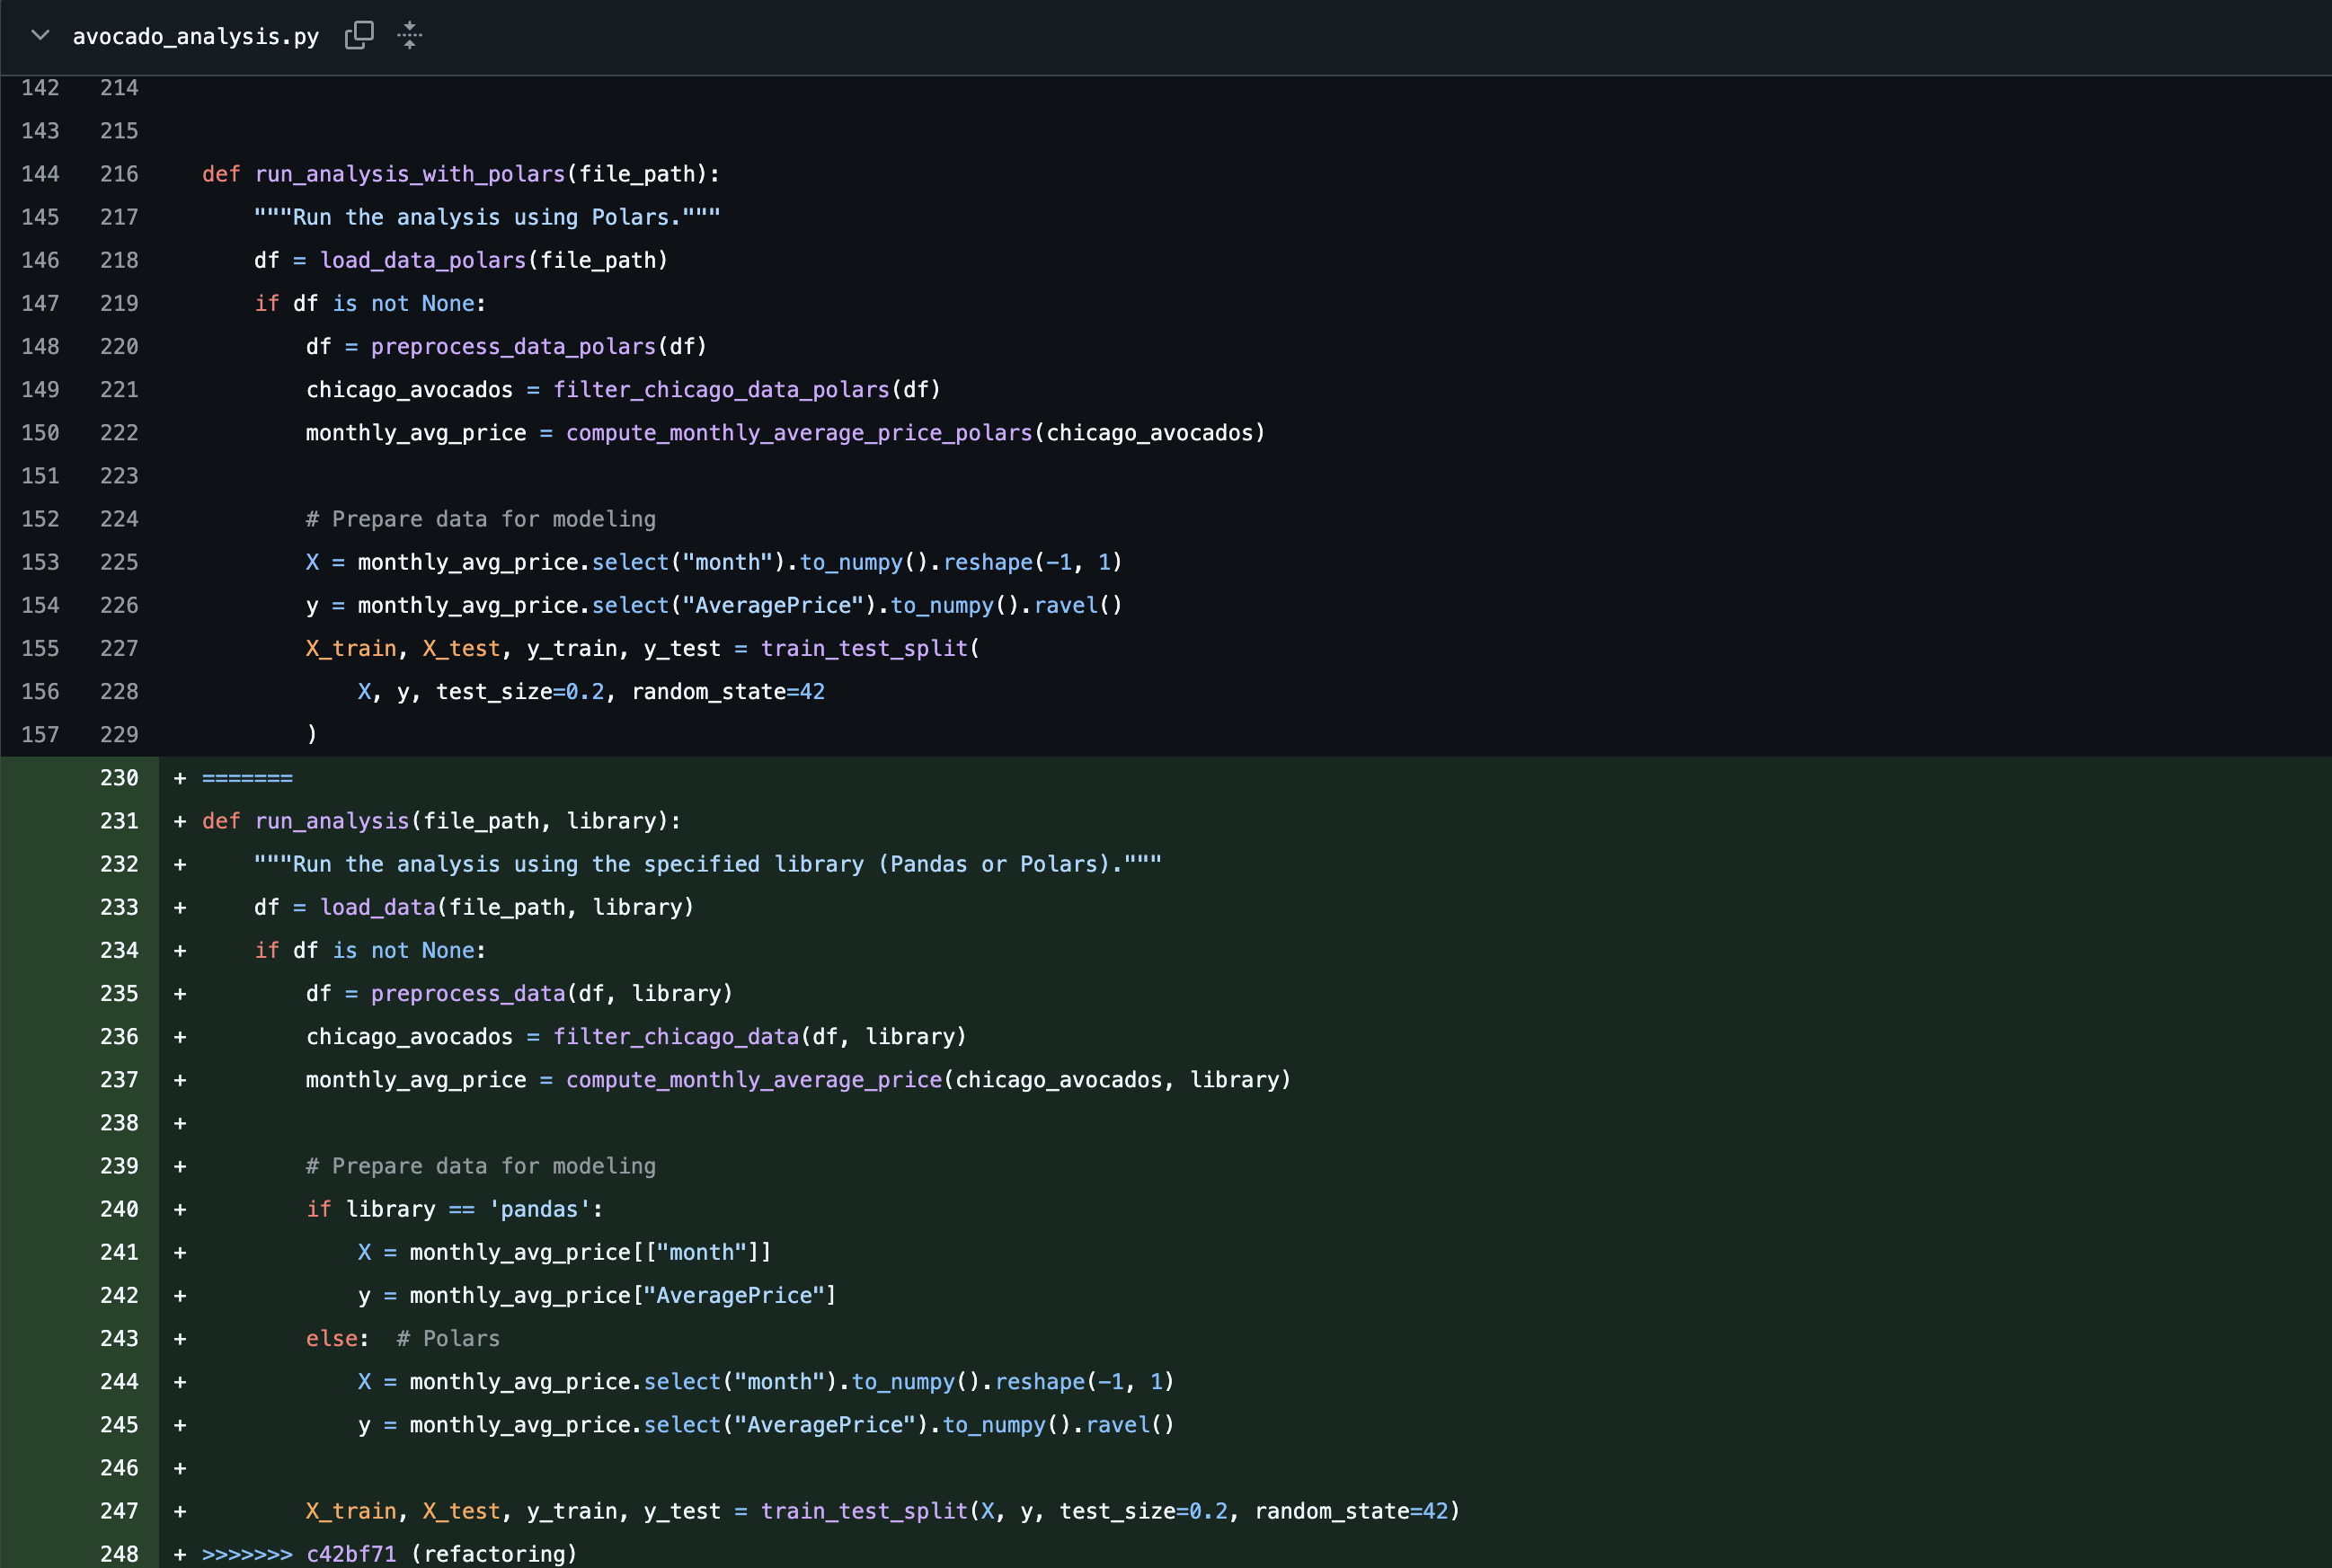 avocado_analysis.py
142 214
143 215
144 216 def run_analysis_with_polars(file_path):
145 217     """Run the analysis using Polars."""
146 218     df = load_data_polars(file_path)
147 219     if df is not None:
148 220         df = preprocess_data_polars(df)
149 221         chicago_avocados = filter_chicago_data_polars(df)
150 222         monthly_avg_price = compute_monthly_average_price_polars(chicago_avocados)
151 223
152 224         # Prepare data for modeling
153 225         X = monthly_avg_price.select("month").to_numpy().reshape(-1, 1)
154 226         y = monthly_avg_price.select("AveragePrice").to_numpy().ravel()
155 227         X_train, X_test, y_train, y_test = train_test_split(
156 228             X, y, test_size=0.2, random_state=42
157 229         )
230 + =======
231 + def run_analysis(file_path, library):
232 +     """Run the analysis using the specified library (Pandas or Polars)."""
233 +     df = load_data(file_path, library)
234 +     if df is not None:
235 +         df = preprocess_data(df, library)
236 +         chicago_avocados = filter_chicago_data(df, library)
237 +         monthly_avg_price = compute_monthly_average_price(chicago_avocados, library)
238 +
239 +         # Prepare data for modeling
240 +         if library == 'pandas':
241 +             X = monthly_avg_price[["month"]]
242 +             y = monthly_avg_price["AveragePrice"]
243 +         else:  # Polars
244 +             X = monthly_avg_price.select("month").to_numpy().reshape(-1, 1)
245 +             y = monthly_avg_price.select("AveragePrice").to_numpy().ravel()
246 +
247 +         X_train, X_test, y_train, y_test = train_test_split(X, y, test_size=0.2, random_state=42)
248 + >>>>>>> c42bf71 (refactoring)